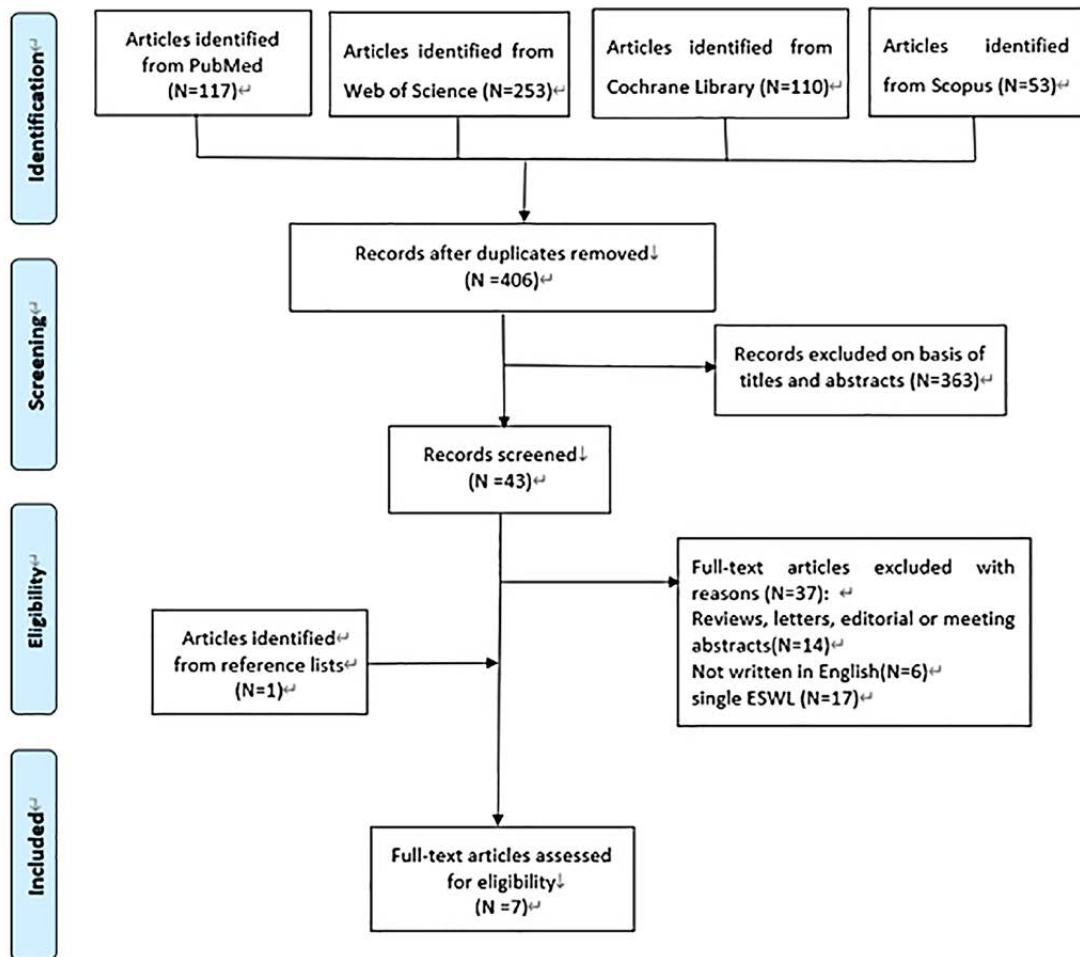 Identification↵
Articles identified
from PubMed
(N=117)↵
Articles identified from
Web of Science (N=253)↵
Articles identified from
Cochrane Library (N=110)↵
Articles identified
from Scopus (N=53)↵
Records after duplicates removed↓
(N =406)↵
Screening↵
Records excluded on basis of
titles and abstracts (N=363)↵
Records screened↓
(N =43)↵
Eligibility↵
Full-text articles excluded with
reasons (N=37): ↵
Reviews, letters, editorial or meeting
abstracts(N=14)↵
Not written in English(N=6)↵
single ESWL (N=17)↵
Articles identified↵
from reference lists↵
(N=1)↵
Included↵
Full-text articles assessed
for eligibility↓
(N =7)↵